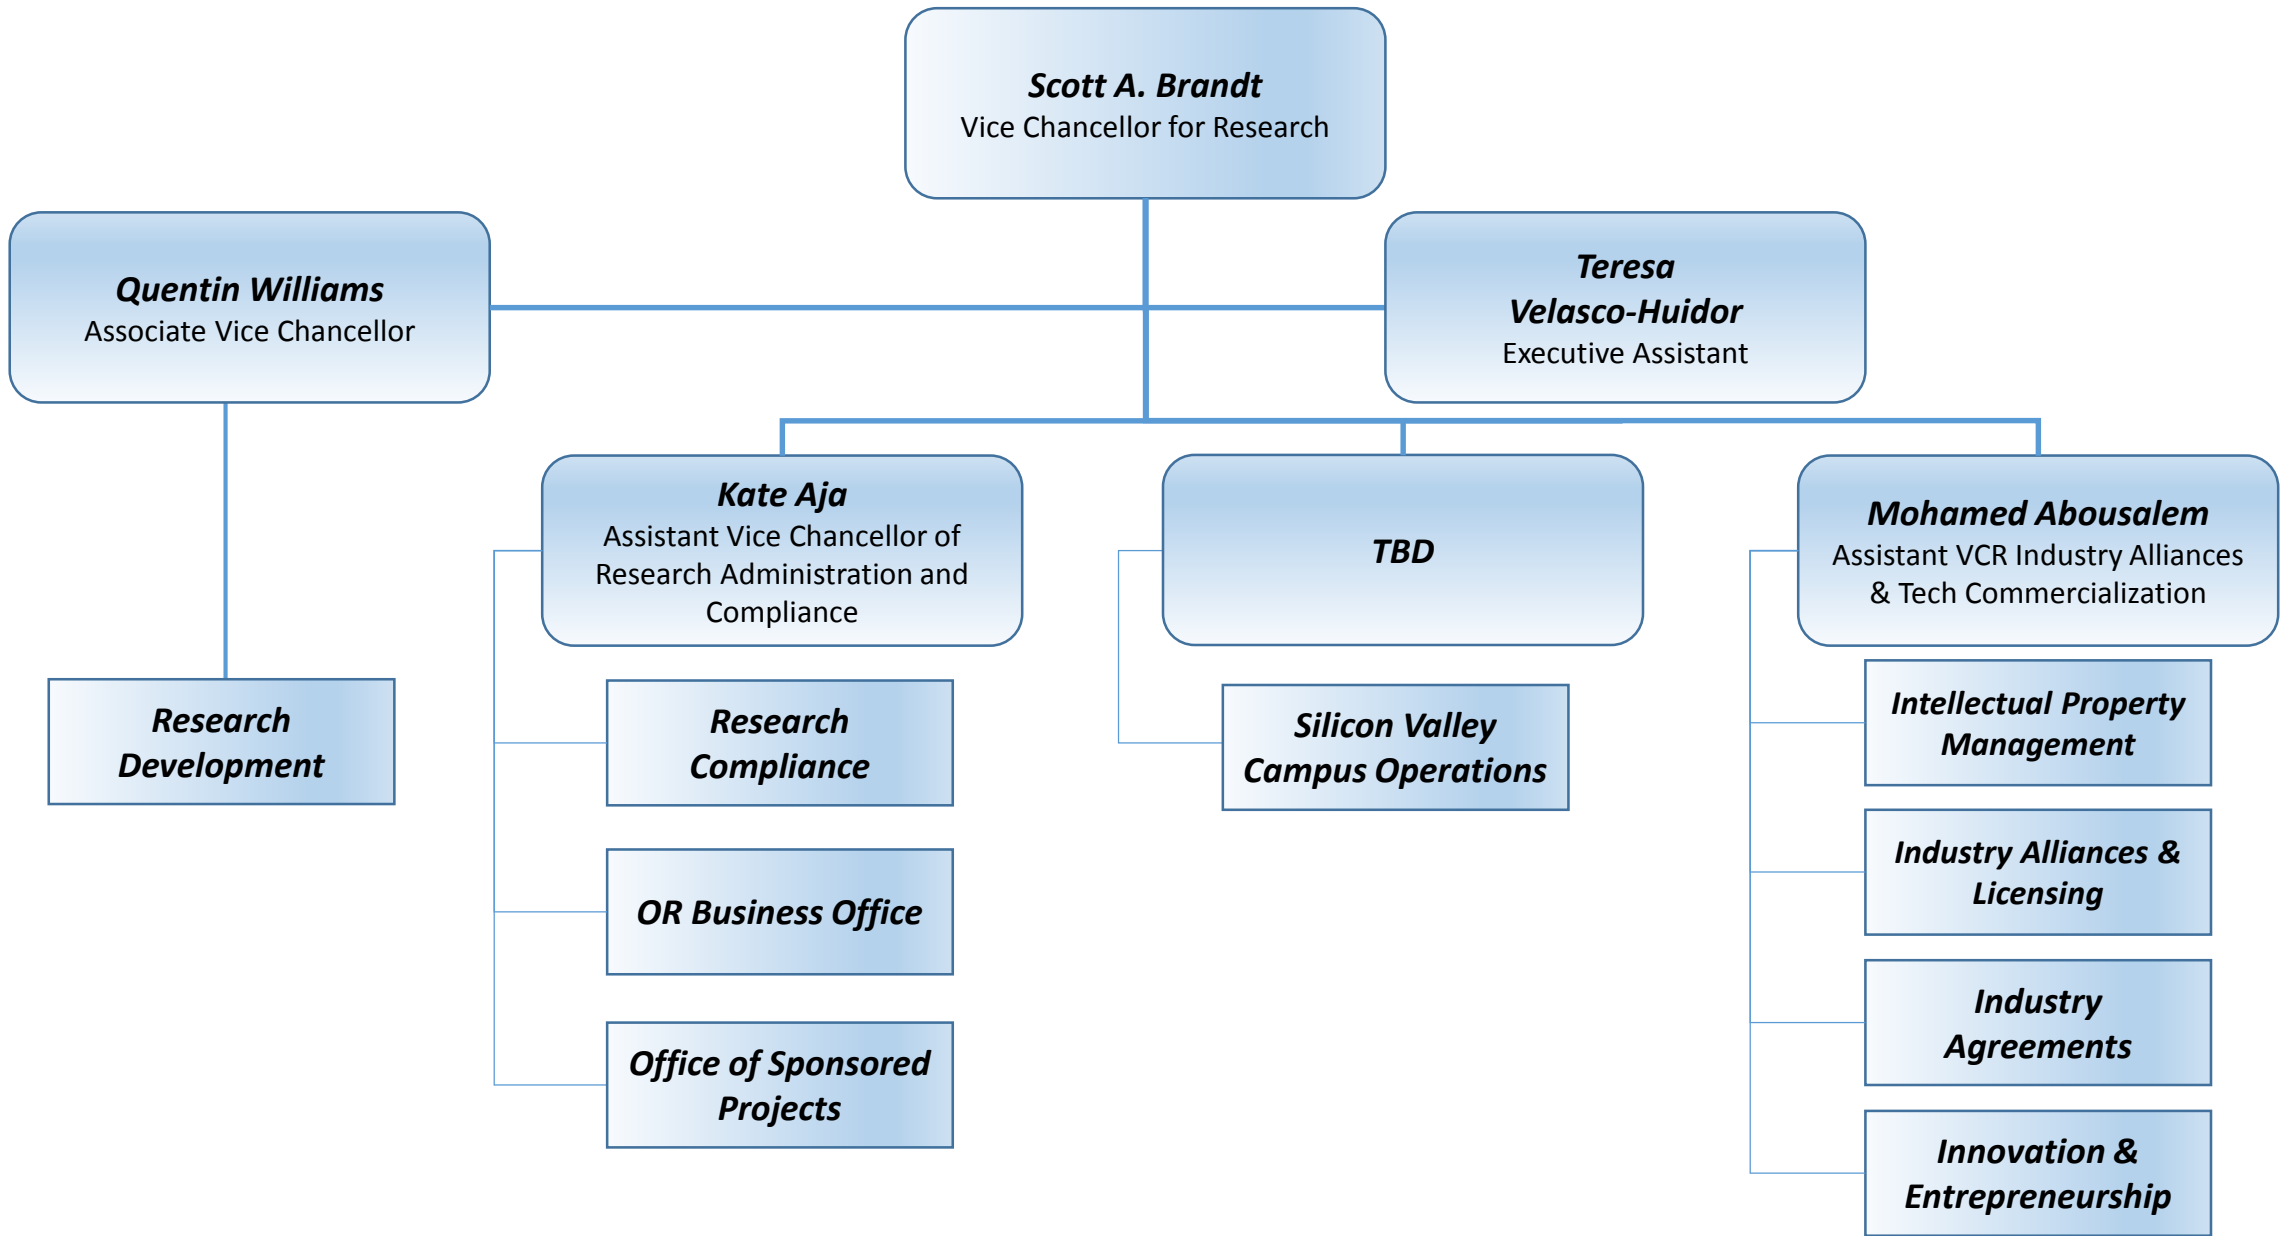 Scott A. Brandt
Vice Chancellor for Research
Quentin Williams
Associate Vice Chancellor
Teresa
Velasco-Huidor
Executive Assistant
Kate Aja
Assistant Vice Chancellor of
Research Administration and
Compliance
TBD
Mohamed Abousalem
Assistant VCR Industry Alliances
& Tech Commercialization
Research
Development
Research
Compliance
OR Business Office
Office of Sponsored
Projects
Silicon Valley
Campus Operations
Intellectual Property
Management
Industry Alliances &
Licensing
Industry
Agreements
Innovation &
Entrepreneurship